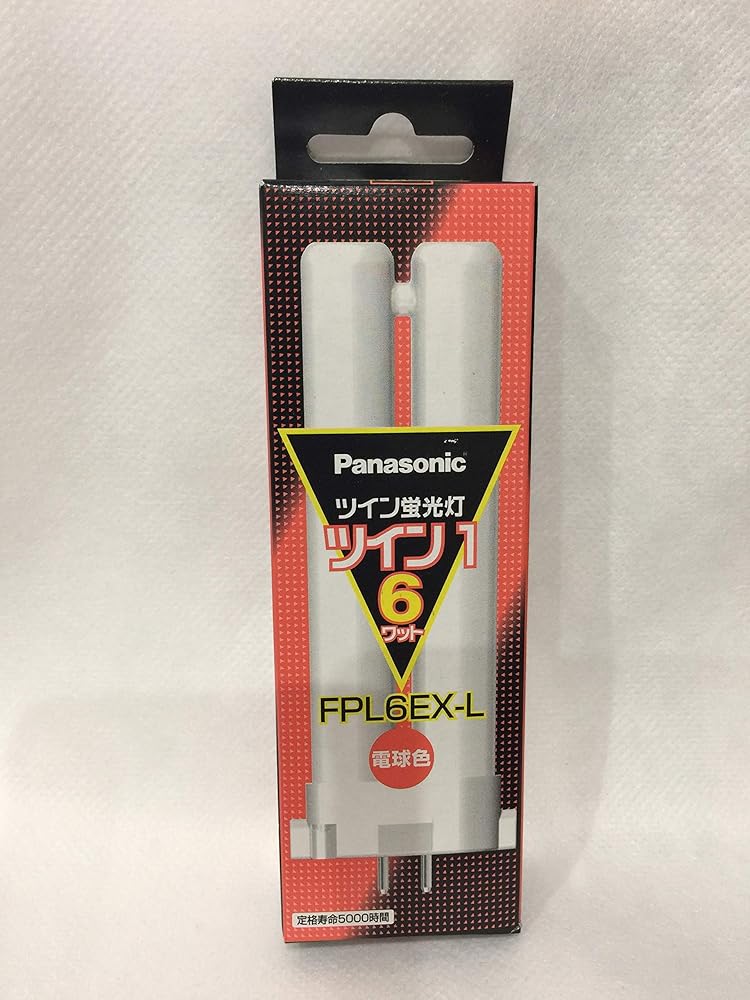 Panasonic
ツイン蛍光灯
ツイン1
6
ワット
FPL6EX-L
電球色
定格寿命5000時間